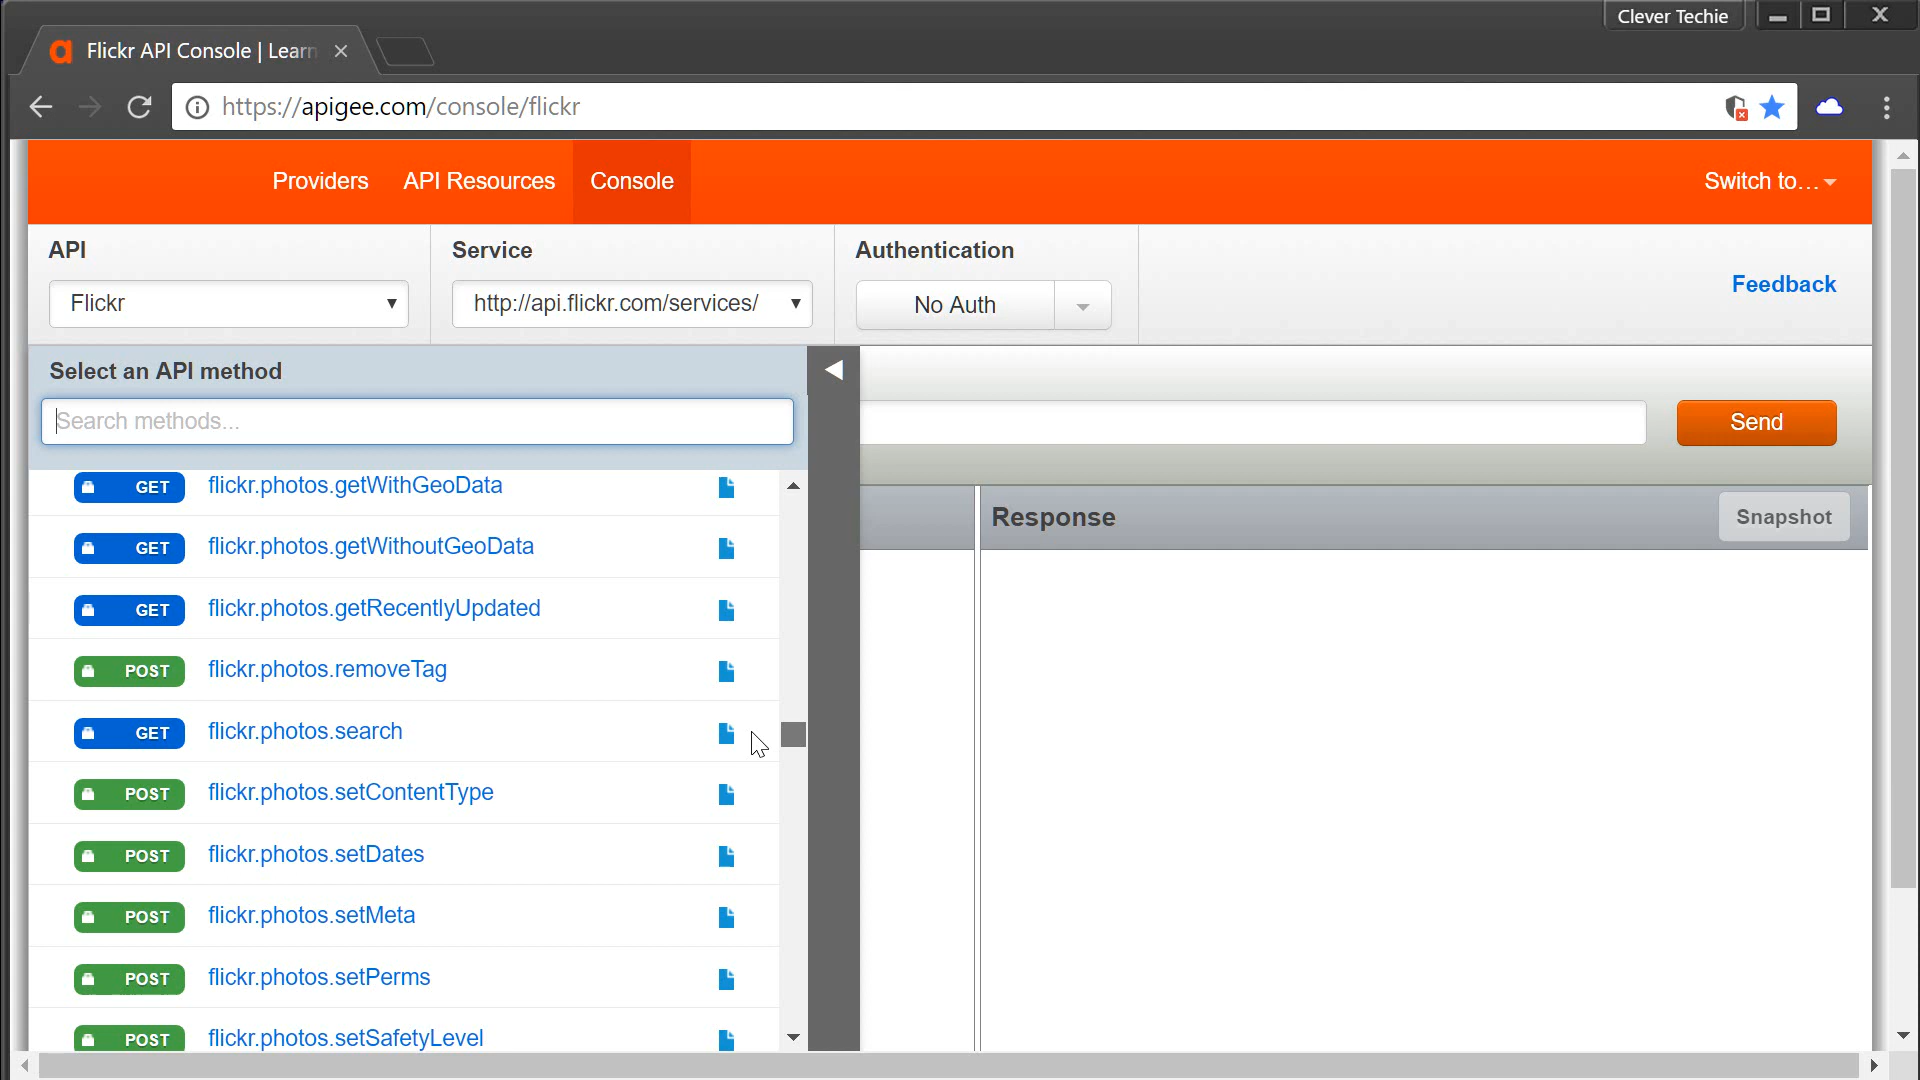 Clever Techie
Flickr API Console | Learn
https://apigee.com/console/flickr
Providers API Resources Console Switch to...
API Service Authentication
Flickr http://api.flickr.com/services/ No Auth Feedback
Select an API method
Search methods... Send
GET flickr.photos.getWithGeoData
Response Snapshot
GET flickr.photos.getWithoutGeoData
GET flickr.photos.getRecentlyUpdated
POST flickr.photos.removeTag
GET flickr.photos.search
POST flickr.photos.setContentType
POST flickr.photos.setDates
POST flickr.photos.setMeta
POST flickr.photos.setPerms
POST flickr.photos.setSafetyLevel